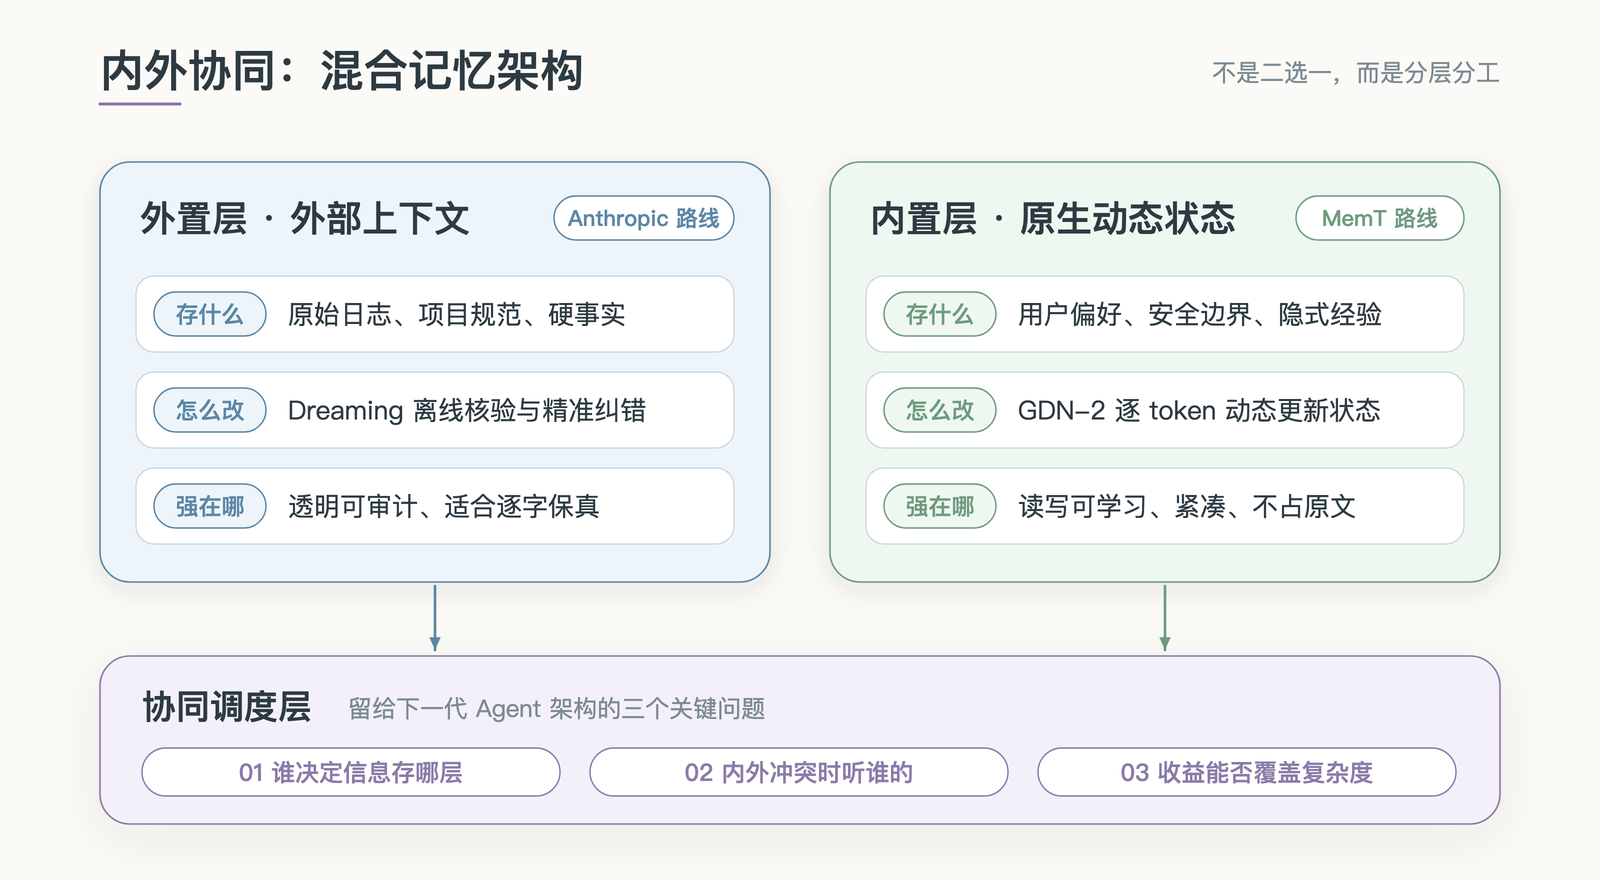 内外协同：混合记忆架构
不是二选一，而是分层分工
外置层 · 外部上下文
Anthropic 路线
存什么 原始日志、项目规范、硬事实
怎么改 Dreaming 离线核验与精准纠错
强在哪 透明可审计、适合逐字保真
内置层 · 原生动态状态
MemT 路线
存什么 用户偏好、安全边界、隐式经验
怎么改 GDN-2 逐 token 动态更新状态
强在哪 读写可学习、紧凑、不占原文
协同调度层 留给下一代 Agent 架构的三个关键问题
01 谁决定信息存哪层
02 内外冲突时听谁的
03 收益能否覆盖复杂度